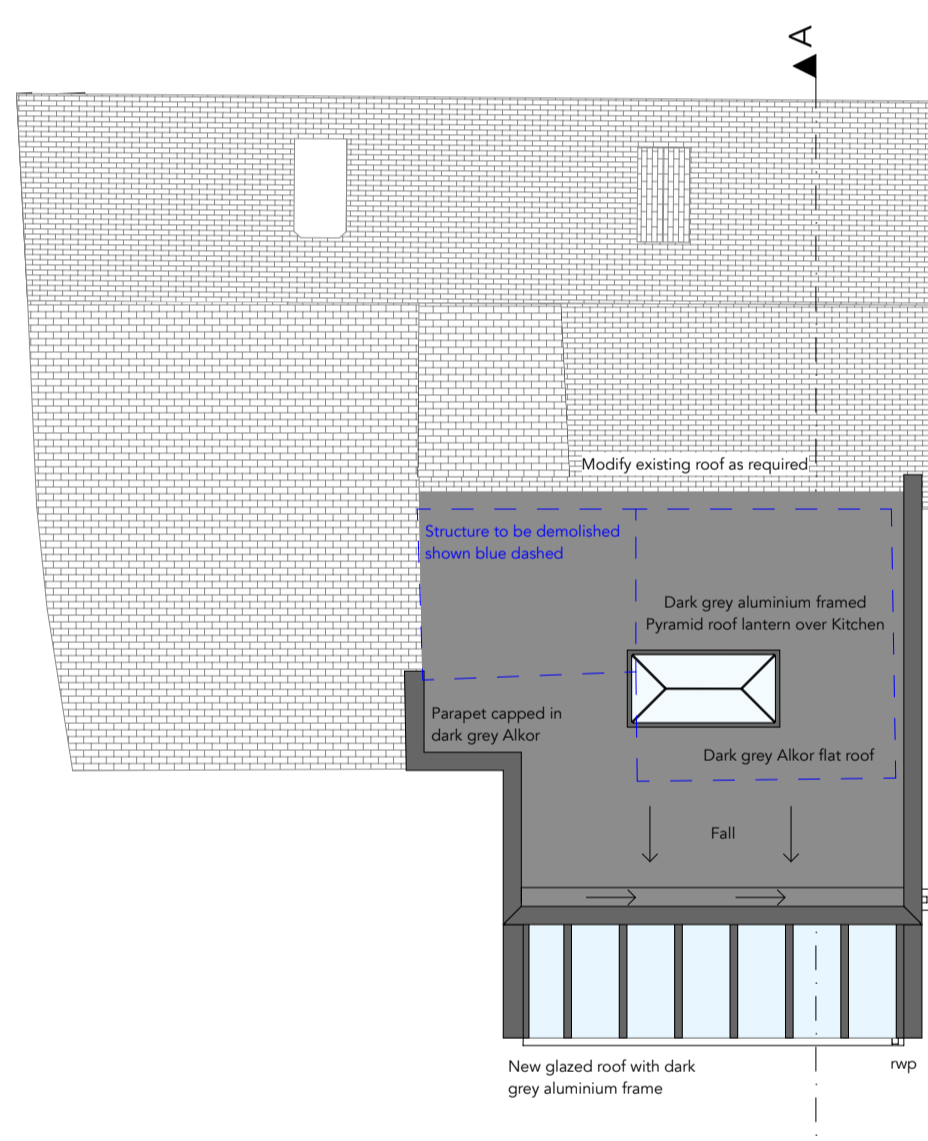 A
Modify existing roof as required
Structure to be demolished
shown blue dashed
Dark grey aluminium framed
Pyramid roof lantern over Kitchen
Parapet capped in
dark grey Alkor
Dark grey Alkor flat roof
Fall
New glazed roof with dark
grey aluminium frame
rwp